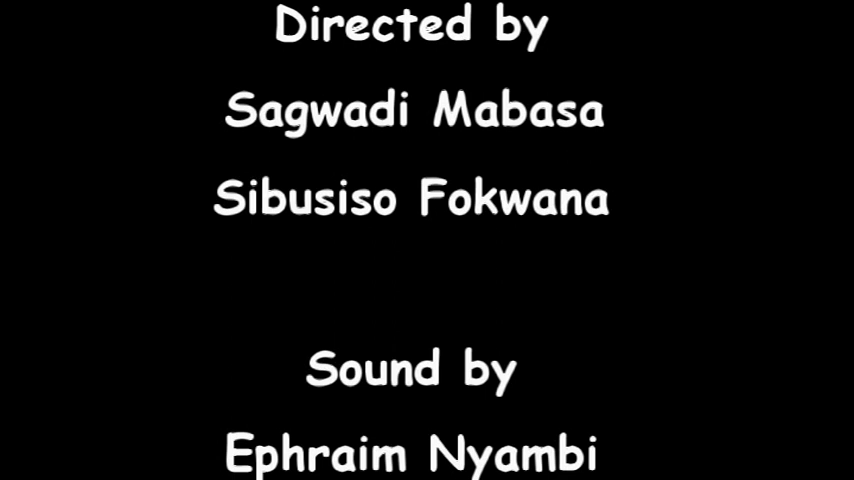 Directed by
Sagwadi Mabasa
Sibusiso Fokwana
Sound by
Ephraim Nyambi